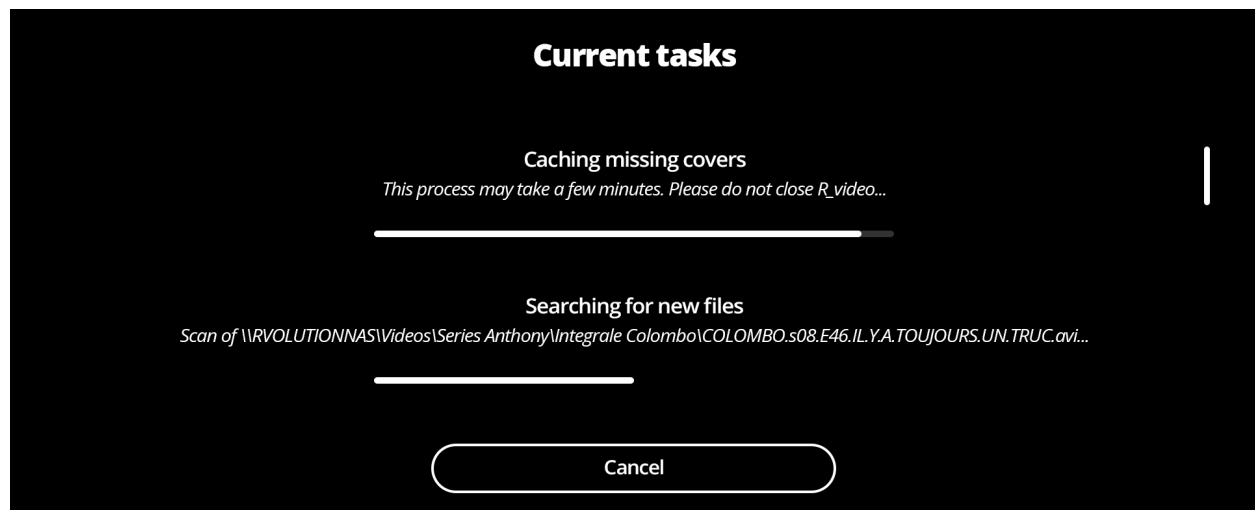 Current tasks
Caching missing covers
This process may take a few minutes. Please do not close R_video...
Searching for new files
Scan of \\RVOLUTIONNAS\Videos\Series Anthony\Integrale Colombo\COLOMBO.s08.E46.IL.Y.A.TOUJOURS.UN.TRUC.avi...
Cancel